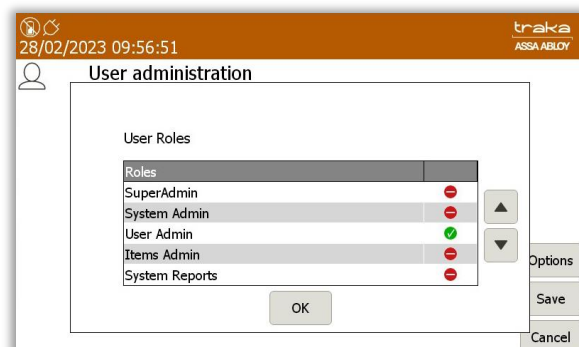 traka
28/02/2023 09:56:51
ASSA ABLOY
User administration
User Roles
Roles
SuperAdmin
System Admin
User Admin
Items Admin
System Reports
Options
OK
Save
Cancel